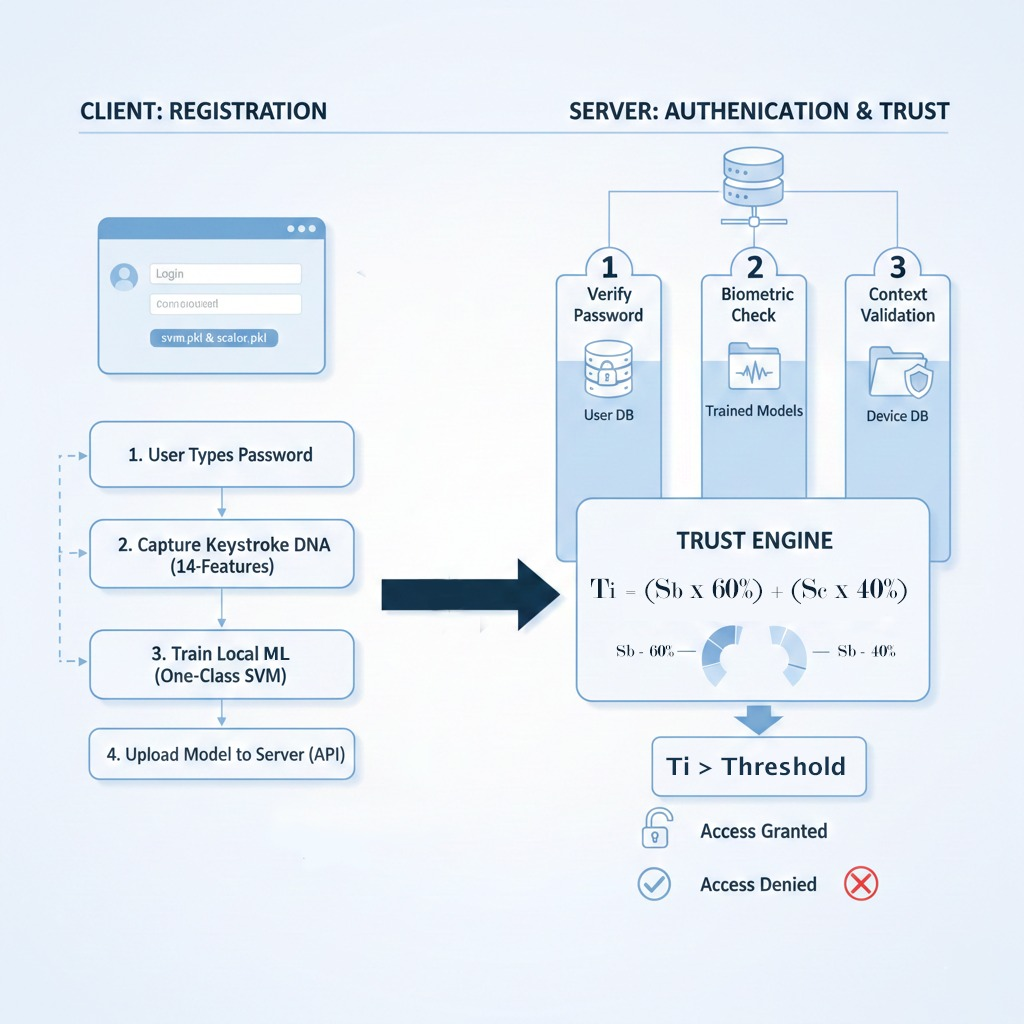 CLIENT: REGISTRATION
SERVER: AUTHENICATION & TRUST
Login
svm.pkl & scalor.pkl
1. User Types Password
2. Capture Keystroke DNA
(14-Features)
3. Train Local ML
(One-Class SVM)
4. Upload Model to Server (API)
1
Verify
Password
User DB
2
Biometric
Check
Trained Models
3
Context
Validation
Device DB
TRUST ENGINE
Ti = (Sb x 60%) + (Sc x 40%)
Sb - 60%
Sb - 40%
Ti > Threshold
Access Granted
Access Denied